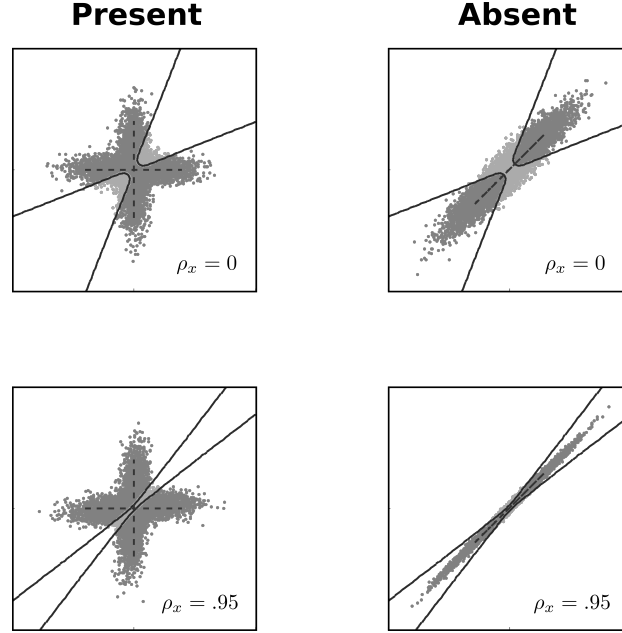 Present Absent
ρₓ = 0 ρₓ = 0
ρₓ = .95 ρₓ = .95